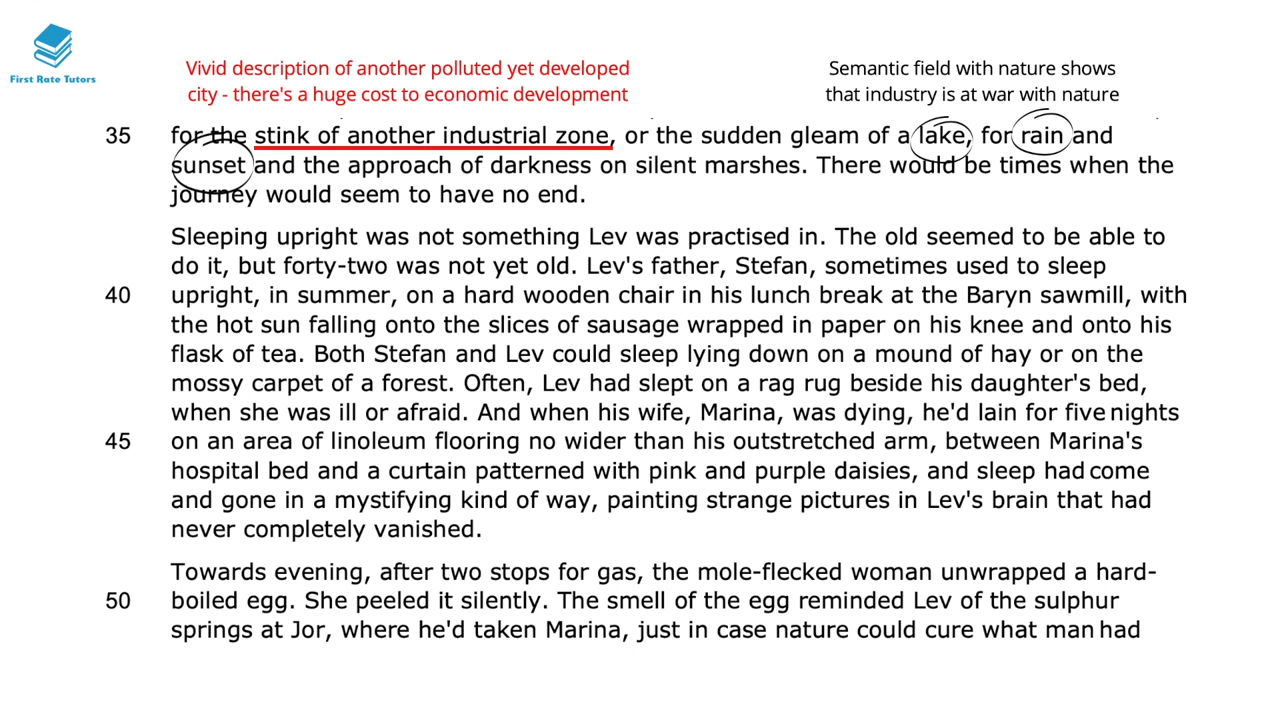 First Rate Tutors
Vivid description of another polluted yet developed
city - there's a huge cost to economic development
Semantic field with nature shows
that industry is at war with nature
35 for the stink of another industrial zone, or the sudden gleam of a lake, for rain and
sunset and the approach of darkness on silent marshes. There would be times when the
journey would seem to have no end.
Sleeping upright was not something Lev was practised in. The old seemed to be able to
do it, but forty-two was not yet old. Lev's father, Stefan, sometimes used to sleep
40 upright, in summer, on a hard wooden chair in his lunch break at the Baryn sawmill, with
the hot sun falling onto the slices of sausage wrapped in paper on his knee and onto his
flask of tea. Both Stefan and Lev could sleep lying down on a mound of hay or on the
mossy carpet of a forest. Often, Lev had slept on a rag rug beside his daughter's bed,
when she was ill or afraid. And when his wife, Marina, was dying, he'd lain for five nights
45 on an area of linoleum flooring no wider than his outstretched arm, between Marina's
hospital bed and a curtain patterned with pink and purple daisies, and sleep had come
and gone in a mystifying kind of way, painting strange pictures in Lev's brain that had
never completely vanished.
Towards evening, after two stops for gas, the mole-flecked woman unwrapped a hard-
50 boiled egg. She peeled it silently. The smell of the egg reminded Lev of the sulphur
springs at Jor, where he'd taken Marina, just in case nature could cure what man had